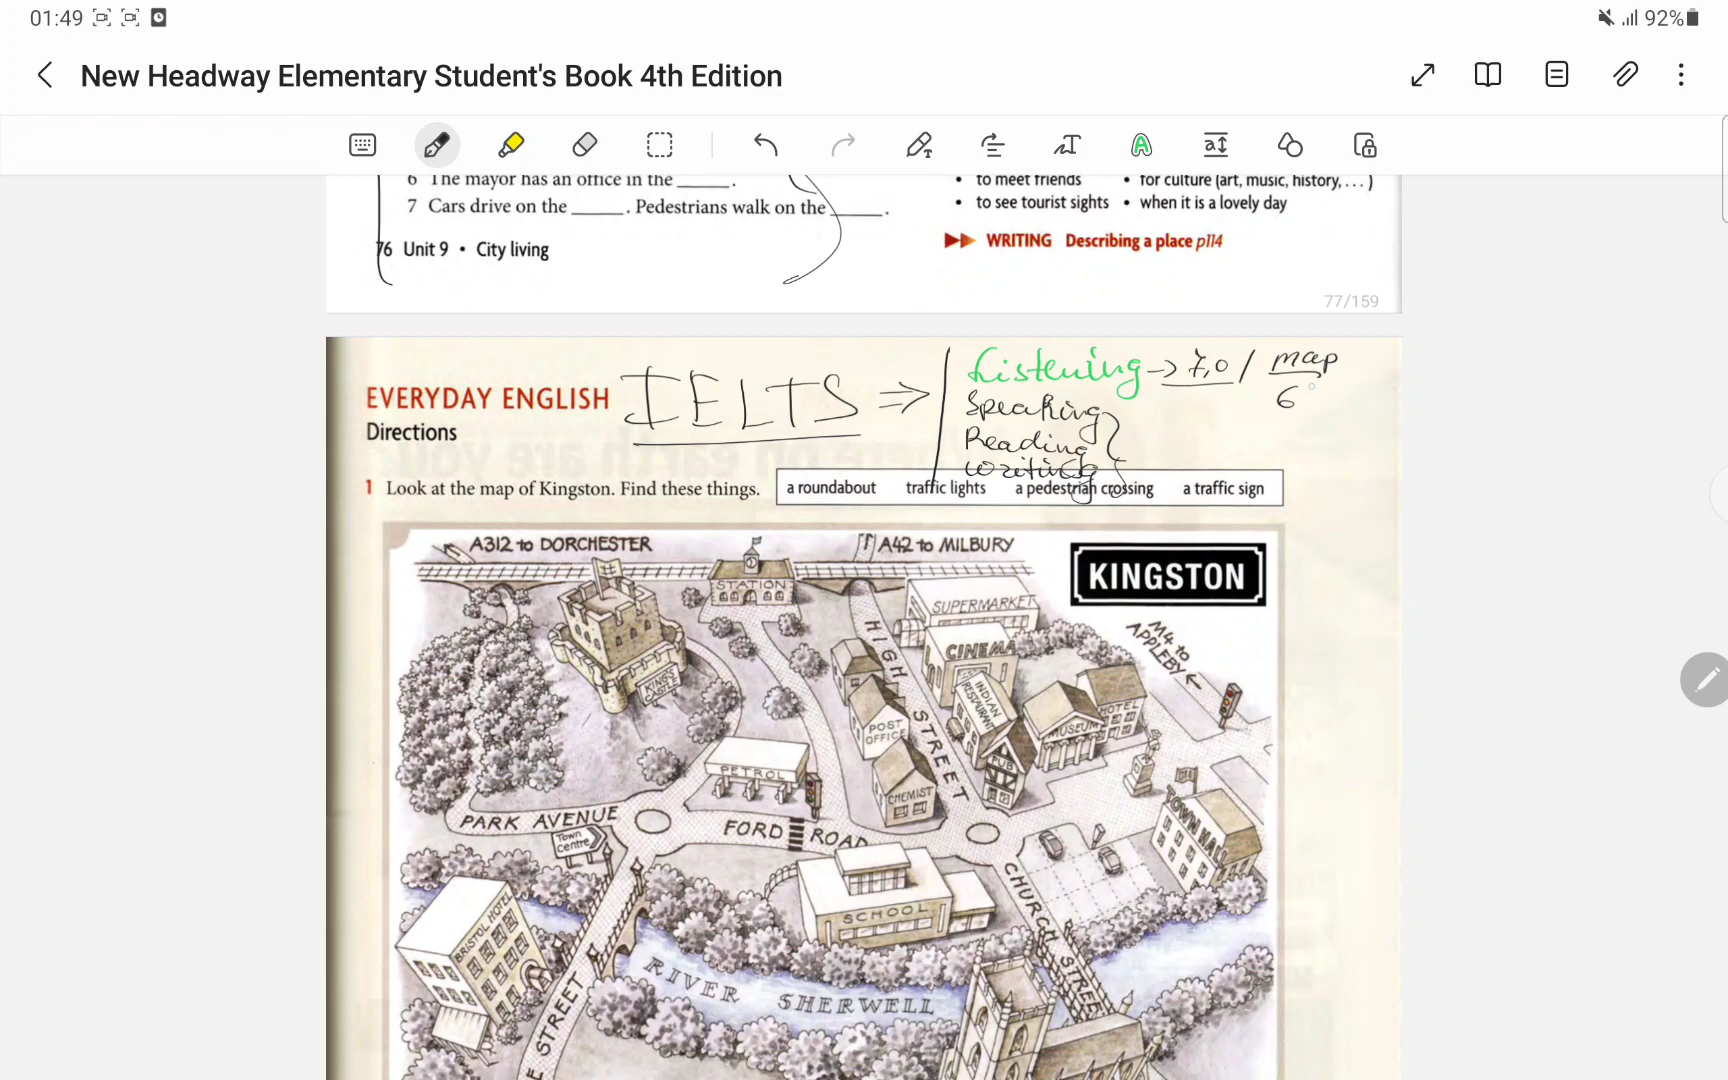 01:49
92%
New Headway Elementary Student's Book 4th Edition
6 The mayor has an office in the _____ .
7 Cars drive on the _____ . Pedestrians walk on the _____ .
76 Unit 9 • City living
• to meet friends • for culture (art, music, history, . . . )
• to see tourist sights • when it is a lovely day
WRITING Describing a place p114
77/159
EVERYDAY ENGLISH
Directions
IELTS ⇒
Listening → 7,0 / map
6
Speaking
Reading
Writing
1 Look at the map of Kingston. Find these things.
a roundabout traffic lights a pedestrian crossing a traffic sign
A312 to DORCHESTER
A42 to MILBURY
KINGSTON
STATION
SUPERMARKET
M4 to
APPLEBY
HIGH STREET
CINEMA
KING'S
CASTLE
INDIAN
RESTAURANT
HOTEL
MUSEUM
POST
OFFICE
PUB
PETROL
CHEMIST
TOWN HALL
PARK AVENUE
FORD ROAD
Town
centre
CHURCH STREET
SCHOOL
BRISTOL HOTEL
RIVER SHERWELL
STREET